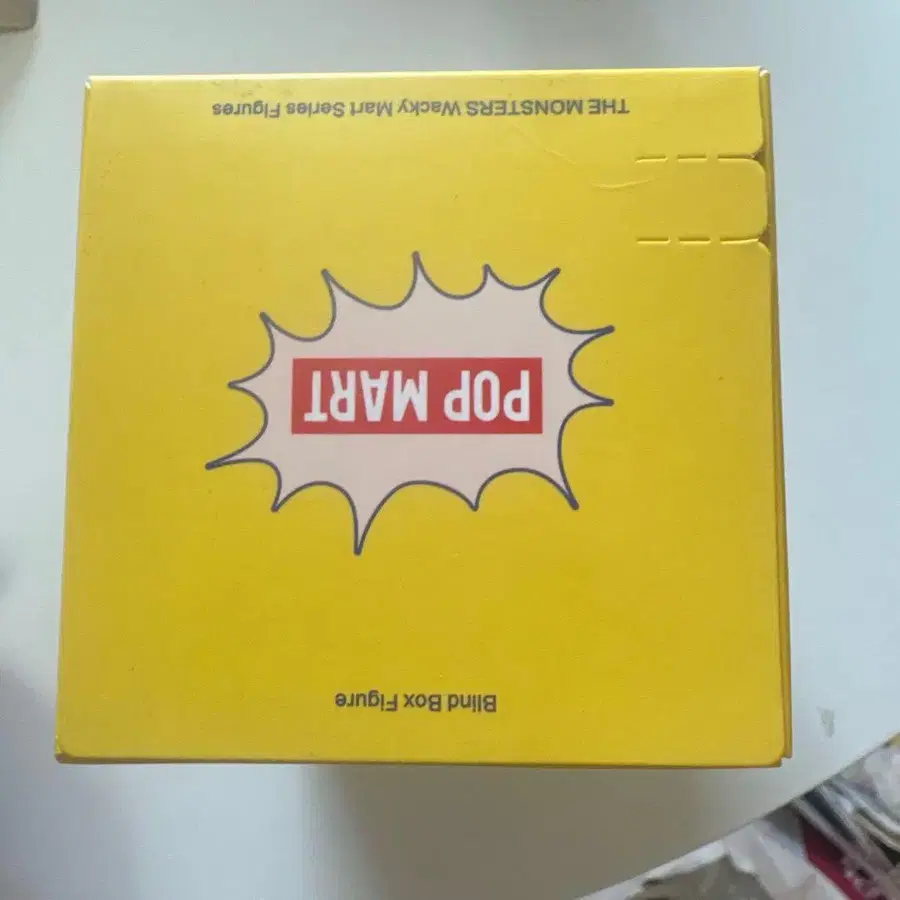 Blind Box Figure
POP MART
THE MONSTERS Wacky Mart Series Figures